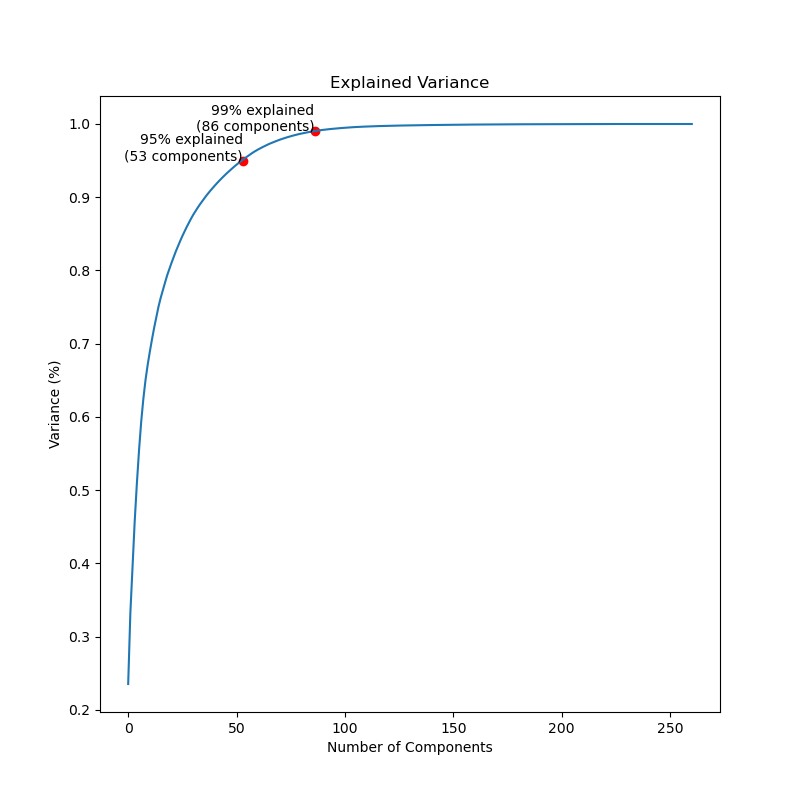 Explained Variance
99% explained
(86 components)
95% explained
(53 components)
1.0
0.9
0.8
0.7
0.6
0.5
0.4
0.3
0.2
Variance (%)
0 50 100 150 200 250
Number of Components